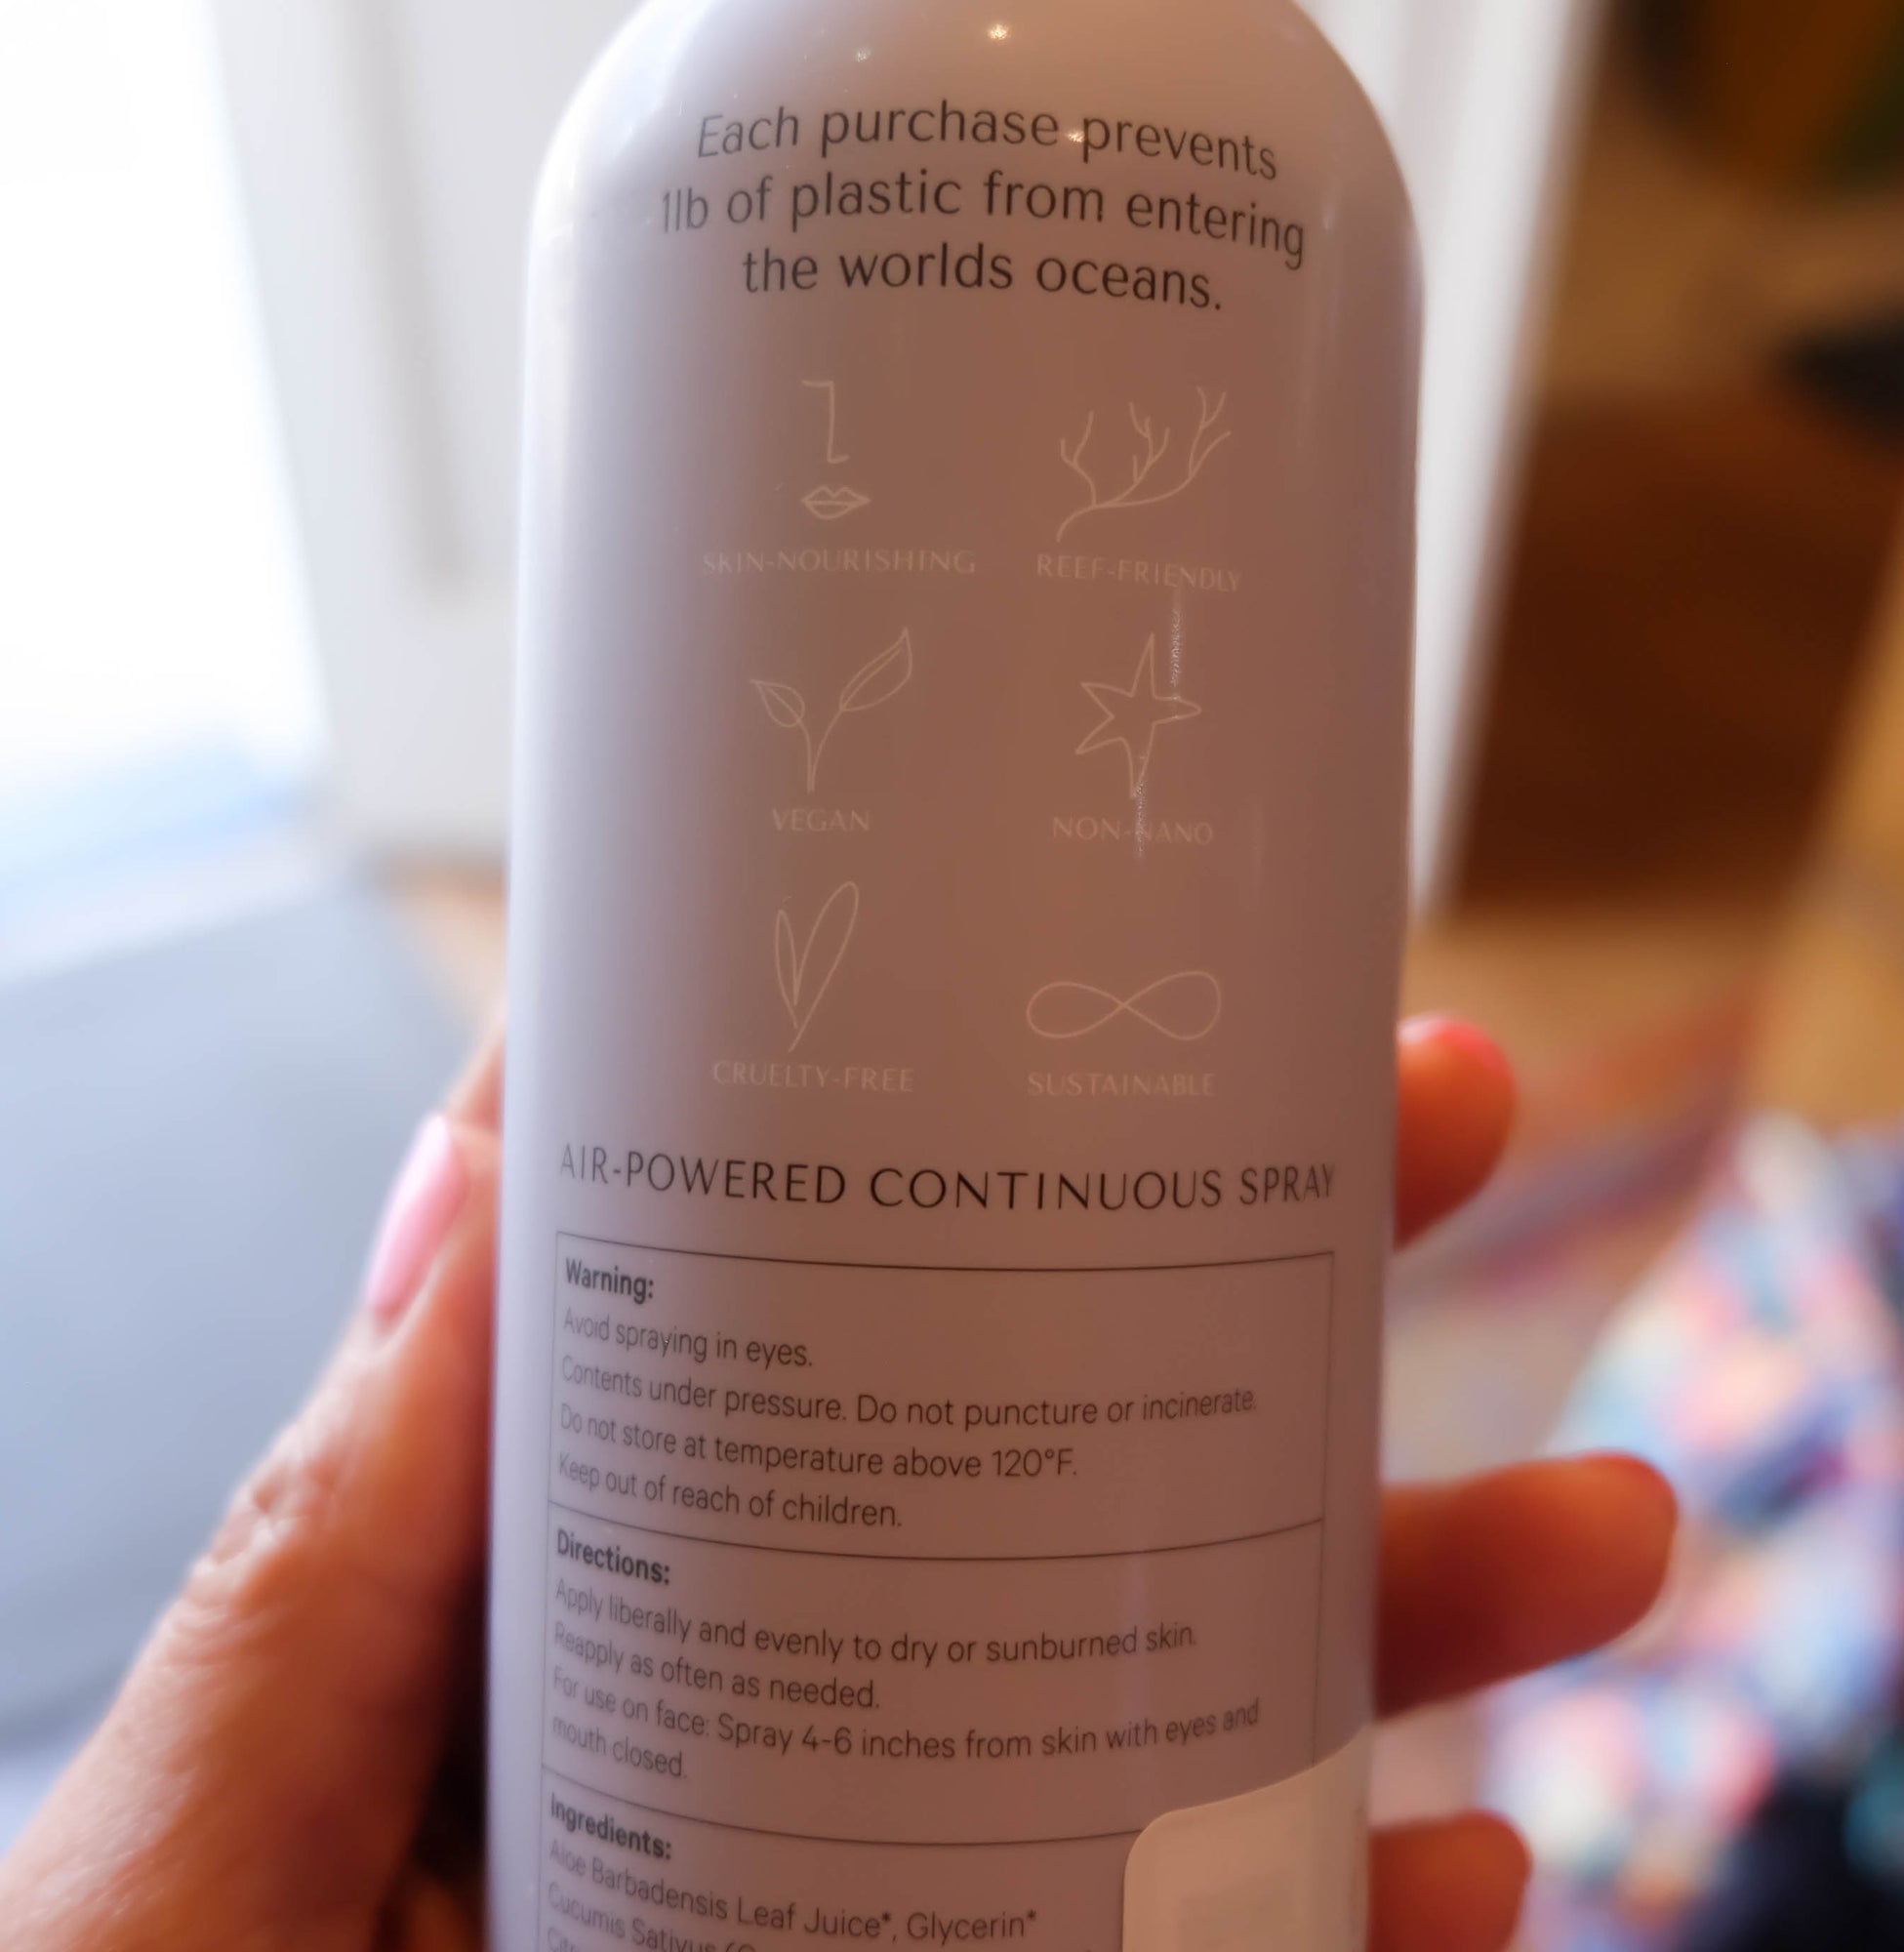 Each purchase prevents
1lb of plastic from entering
the worlds oceans.
SKIN-NOURISHING REEF-FRIENDLY
VEGAN NON-NANO
CRUELTY-FREE SUSTAINABLE
AIR-POWERED CONTINUOUS SPRAY
Warning:
Avoid spraying in eyes.
Contents under pressure. Do not puncture or incinerate.
Do not store at temperature above 120°F.
Keep out of reach of children.
Directions:
Apply liberally and evenly to dry or sunburned skin.
Reapply as often as needed.
For use on face: Spray 4-6 inches from skin with eyes and
mouth closed.
Ingredients:
Aloe Barbadensis Leaf Juice*, Glycerin*
Cucumis Sativus